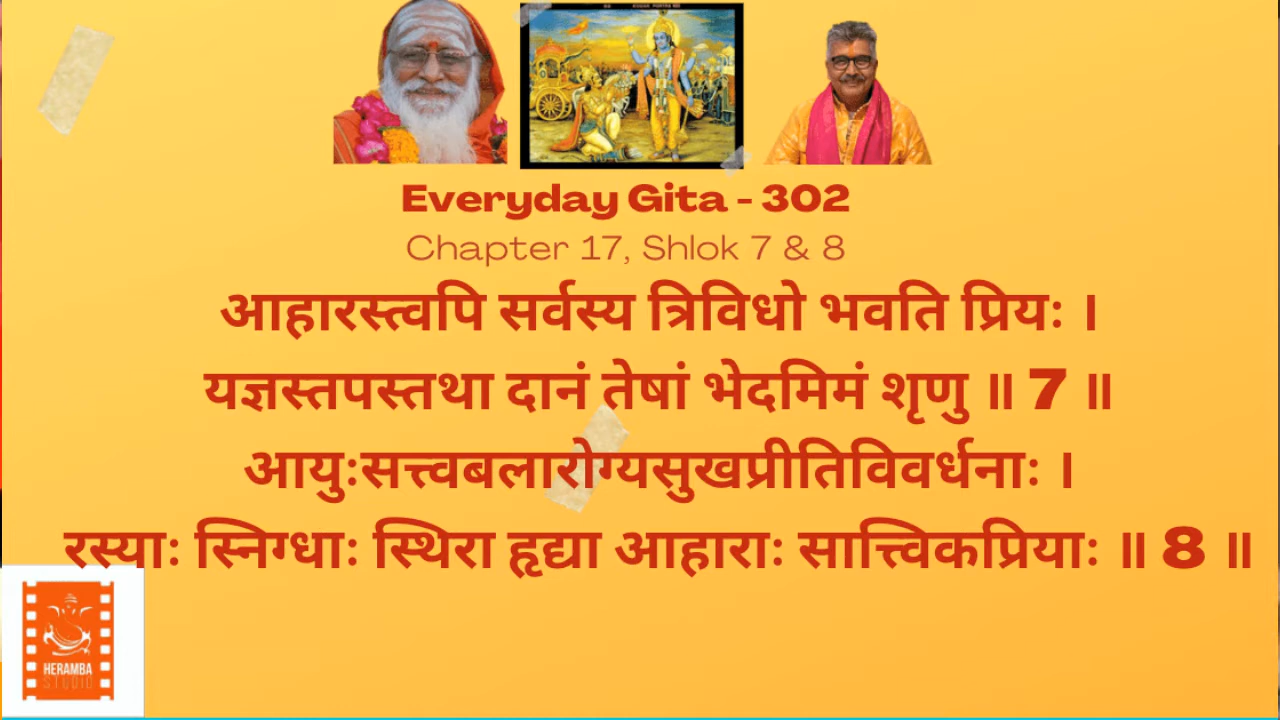 Everyday Gita - 302
Chapter 17, Shlok 7 & 8
आहारस्त्वपि सर्वस्य त्रिविधो भवति प्रियः ।
यज्ञस्तपस्तथा दानं तेषां भेदमिमं शृणु ॥ 7 ॥
आयुःसत्त्वबलारोग्यसुखप्रीतिविवर्धनाः ।
रस्याः स्निग्धाः स्थिरा हृद्या आहाराः सात्त्विकप्रियाः ॥ 8 ॥
HERAMBA
STUDIO